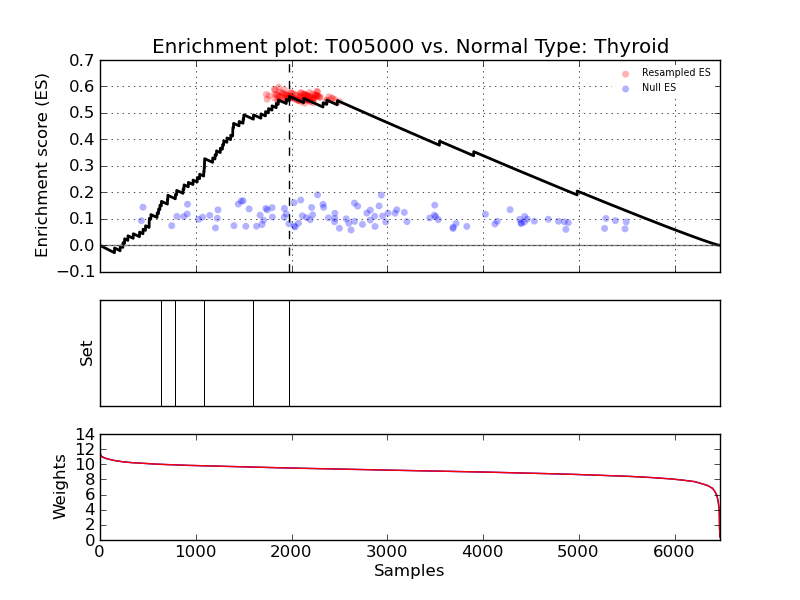 Enrichment plot: T005000 vs. Normal Type: Thyroid
Enrichment score (ES)
0.7
0.6
0.5
0.4
0.3
0.2
0.1
0.0
−0.1
Resampled ES
Null ES
Set
Weights
14
12
10
8
6
4
2
0
0 1000 2000 3000 4000 5000 6000
Samples